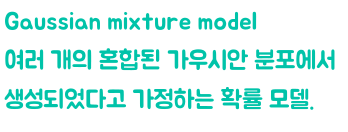 Gaussian mixture model
여러 개의 혼합된 가우시안 분포에서
생성되었다고 가정하는 확률 모델.